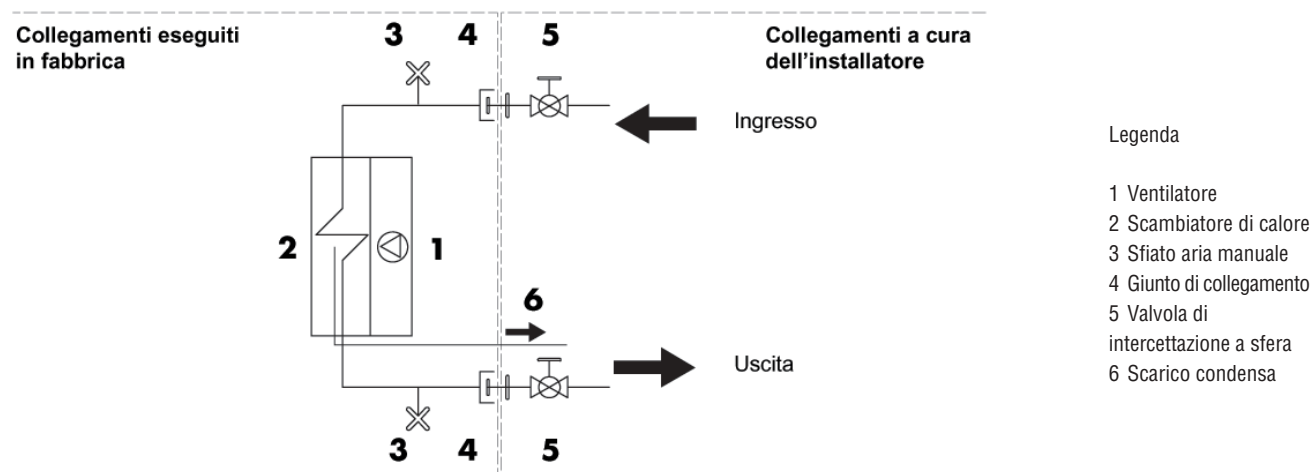 Collegamenti eseguiti
in fabbrica
3
4
5
Collegamenti a cura
dell'installatore
Ingresso
2
1
6
Uscita
3
4
5
Legenda
1 Ventilatore
2 Scambiatore di calore
3 Sfiato aria manuale
4 Giunto di collegamento
5 Valvola di
intercettazione a sfera
6 Scarico condensa